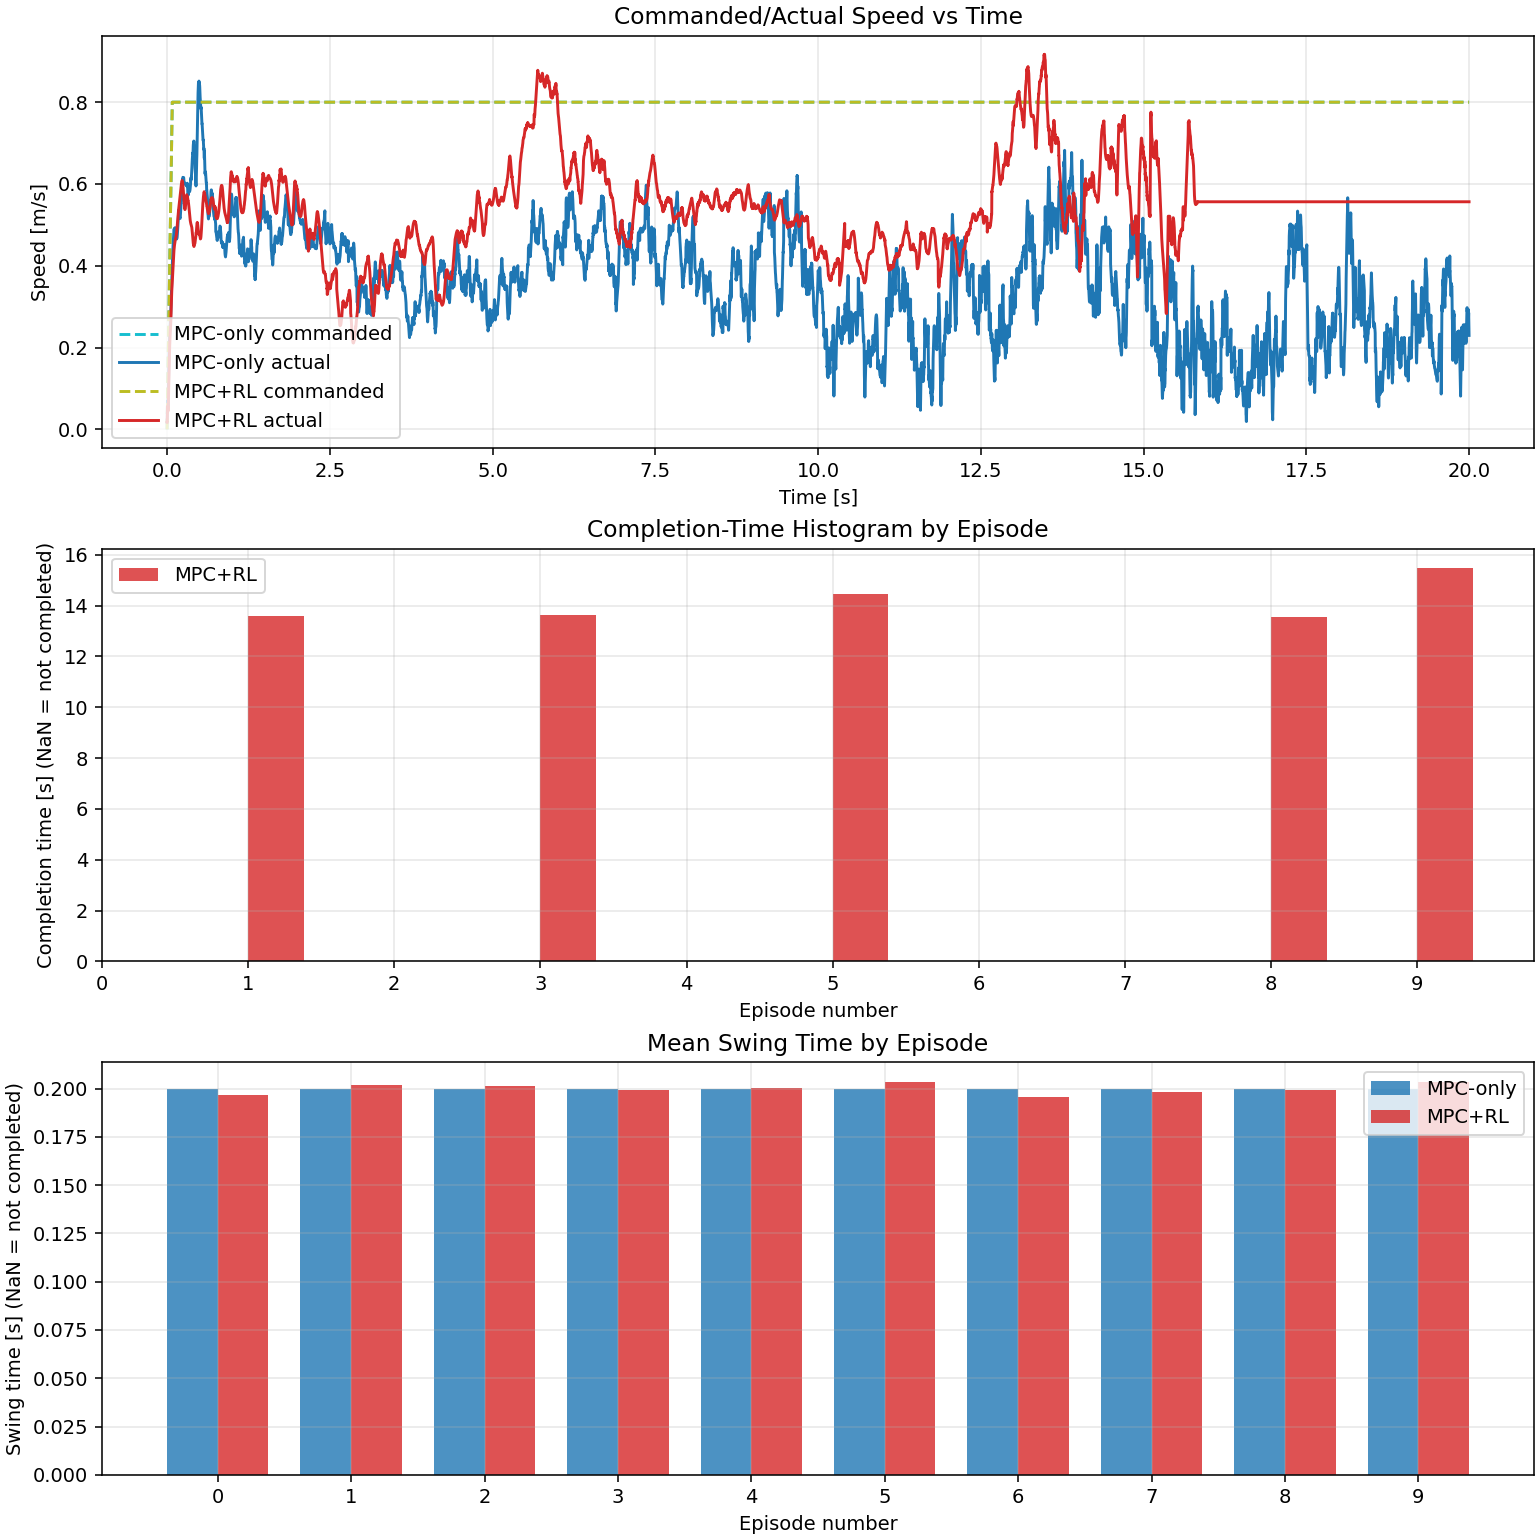 Commanded/Actual Speed vs Time
Speed [m/s]
0.8
0.6
0.4
0.2
0.0
MPC-only commanded
MPC-only actual
MPC+RL commanded
MPC+RL actual
0.0 2.5 5.0 7.5 10.0 12.5 15.0 17.5 20.0
Time [s]
Completion-Time Histogram by Episode
Completion time [s] (NaN = not completed)
16
14
12
10
8
6
4
2
0
MPC+RL
0 1 2 3 4 5 6 7 8 9
Episode number
Mean Swing Time by Episode
Swing time [s] (NaN = not completed)
0.200
0.175
0.150
0.125
0.100
0.075
0.050
0.025
0.000
MPC-only
MPC+RL
0 1 2 3 4 5 6 7 8 9
Episode number